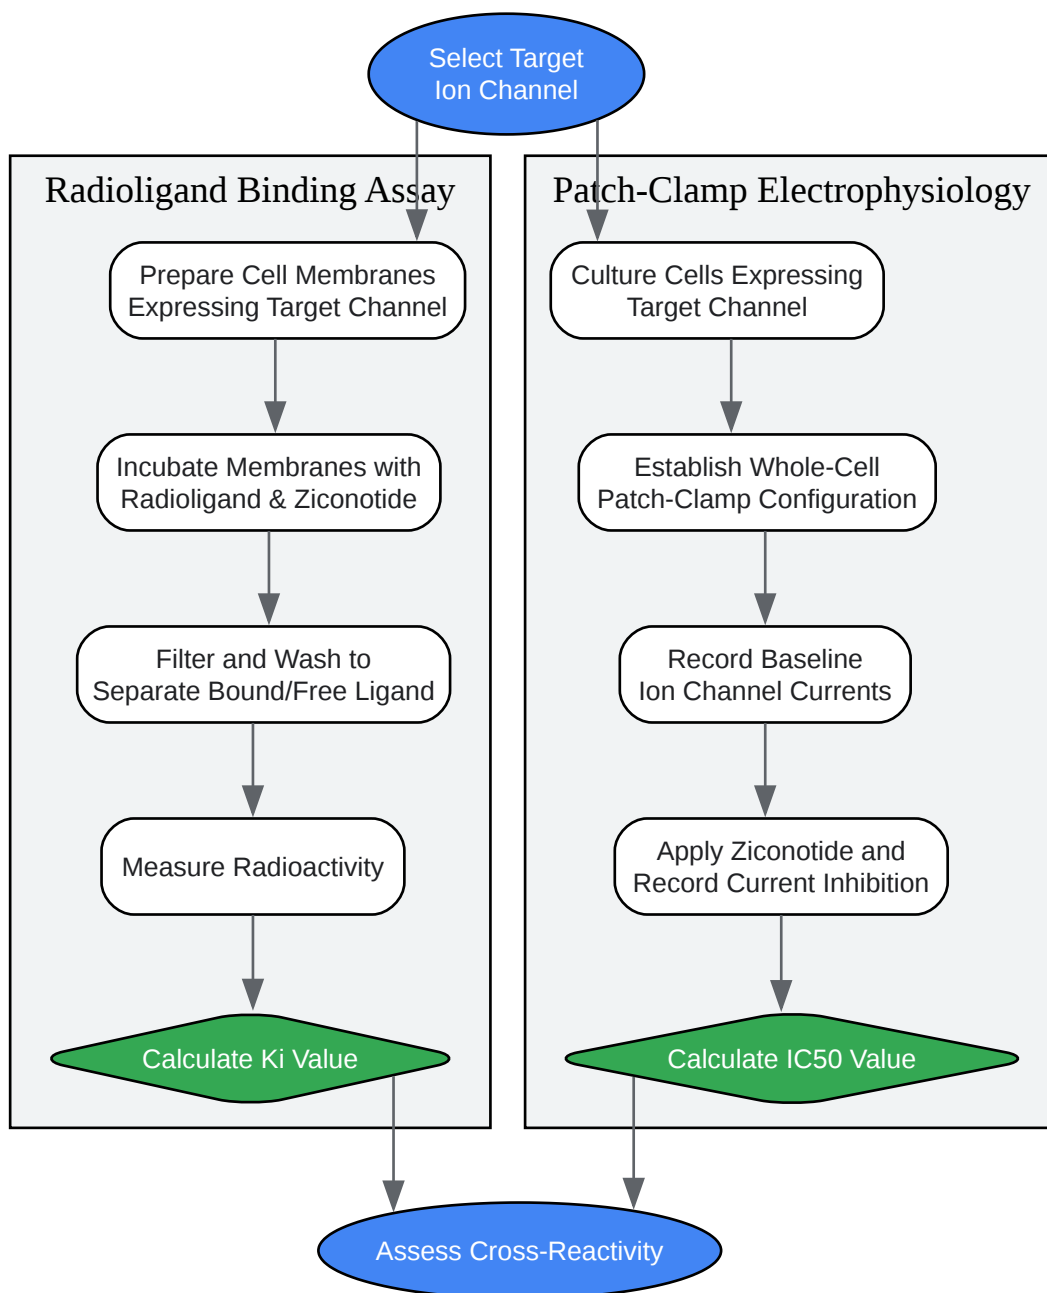 Select Target
Ion Channel
Radioligand Binding Assay
Prepare Cell Membranes
Expressing Target Channel
Incubate Membranes with
Radioligand & Ziconotide
Filter and Wash to
Separate Bound/Free Ligand
Measure Radioactivity
Calculate Ki Value
Patch-Clamp Electrophysiology
Culture Cells Expressing
Target Channel
Establish Whole-Cell
Patch-Clamp Configuration
Record Baseline
Ion Channel Currents
Apply Ziconotide and
Record Current Inhibition
Calculate IC50 Value
Assess Cross-Reactivity